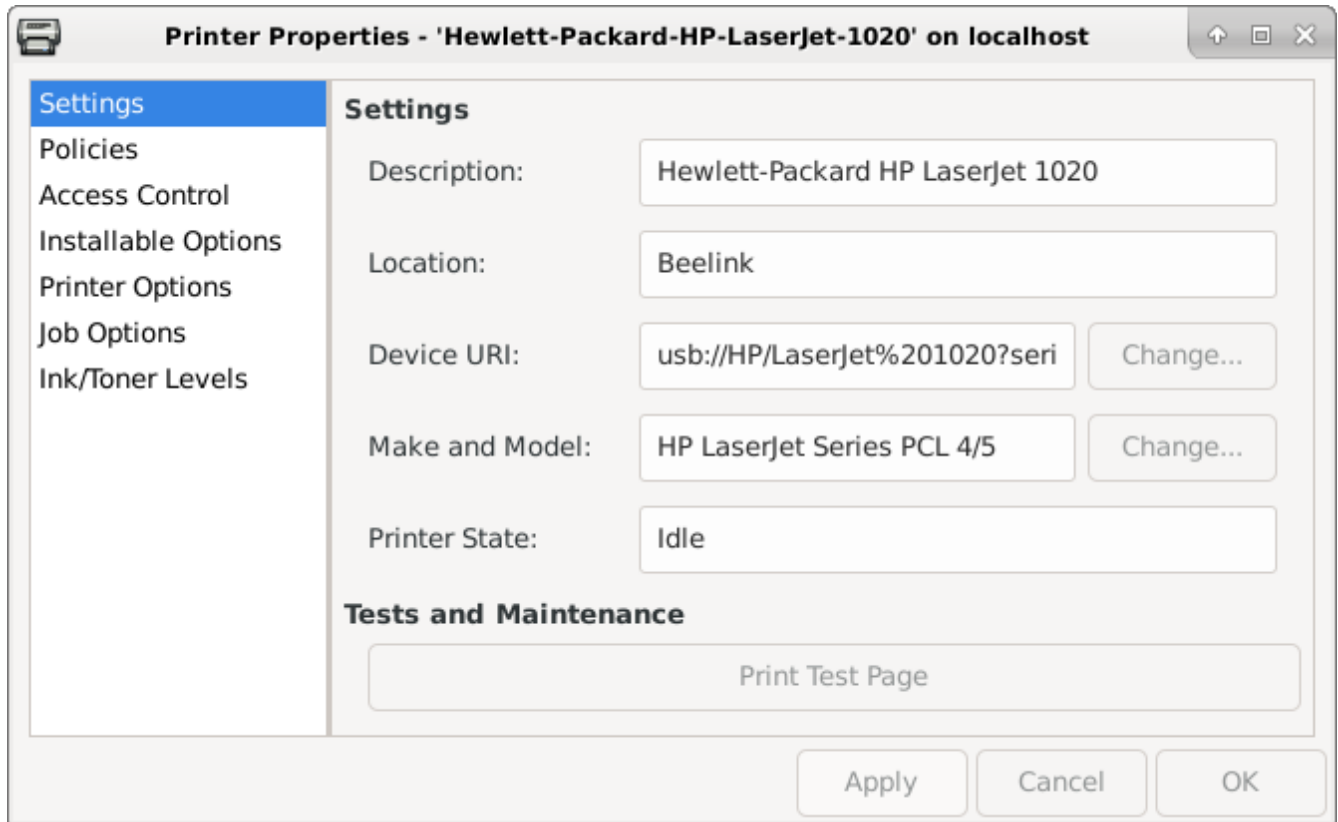 Printer Properties - 'Hewlett-Packard-HP-LaserJet-1020' on localhost
Settings
Policies
Access Control
Installable Options
Printer Options
Job Options
Ink/Toner Levels
Settings
Description: Hewlett-Packard HP LaserJet 1020
Location: Beelink
Device URI: usb://HP/LaserJet%201020?seri Change...
Make and Model: HP LaserJet Series PCL 4/5 Change...
Printer State: Idle
Tests and Maintenance
Print Test Page
Apply Cancel OK